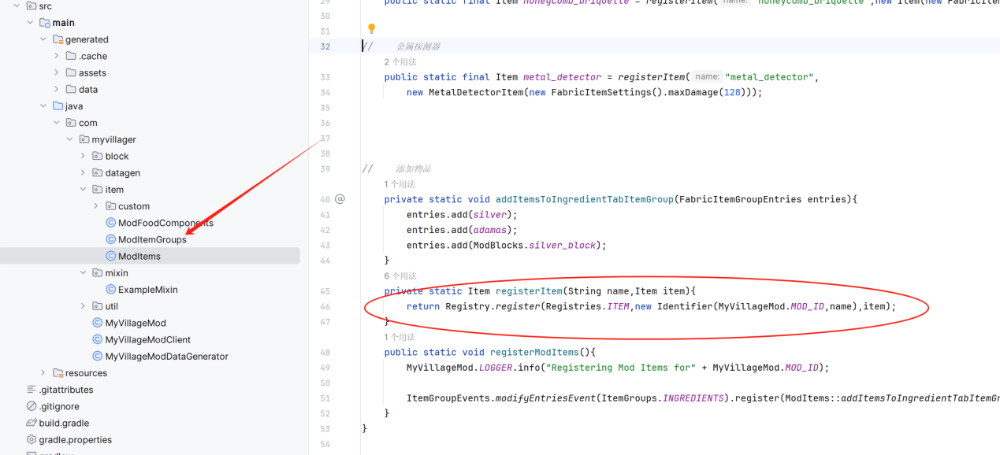 src
main
generated
.cache
assets
data
java
com
myvillager
block
datagen
item
custom
ModFoodComponents
ModItemGroups
ModItems
mixin
ExampleMixin
util
MyVillageMod
MyVillageModClient
MyVillageModDataGenerator
resources
.gitattributes
.gitignore
build.gradle
gradle.properties
29 public static final Item honeycomb_briquette = registerItem( name: "honeycomb_briquette",new Item(new FabricItem
30
31
32 // 金属探测器
2 个用法
33 public static final Item metal_detector = registerItem( name: "metal_detector",
34 new MetalDetectorItem(new FabricItemSettings().maxDamage(128)));
35
36
37
38
39 // 添加物品
1 个用法
40 private static void addItemsToIngredientTabItemGroup(FabricItemGroupEntries entries){
41 entries.add(silver);
42 entries.add(adamas);
43 entries.add(ModBlocks.silver_block);
44 }
6 个用法
45 private static Item registerItem(String name,Item item){
46 return Registry.register(Registries.ITEM,new Identifier(MyVillageMod.MOD_ID,name),item);
47 }
1 个用法
48 public static void registerModItems(){
49 MyVillageMod.LOGGER.info("Registering Mod Items for" + MyVillageMod.MOD_ID);
50
51 ItemGroupEvents.modifyEntriesEvent(ItemGroups.INGREDIENTS).register(ModItems::addItemsToIngredientTabItemG
52 }
53 }
54